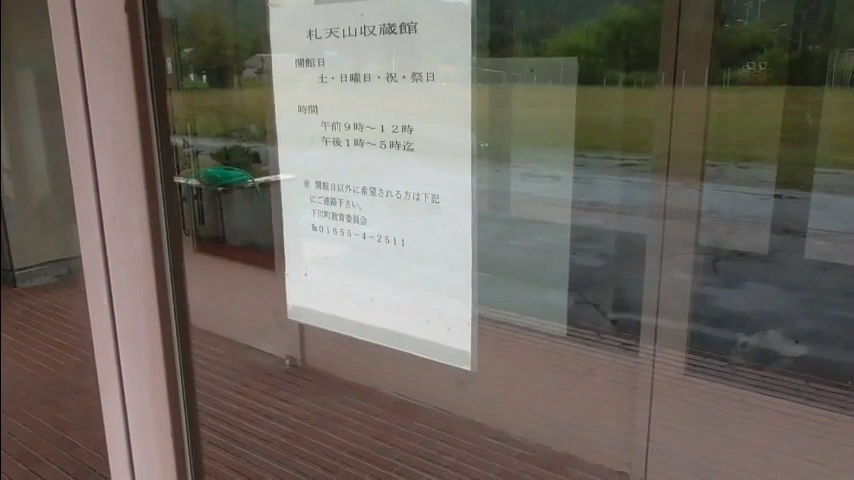 札天山収蔵館
開館日
土・日曜日・祝・祭日
時間
午前９時～１２時
午後１時～５時迄
※ 開館日以外に希望される方は下記
にご連絡下さい。
下川町教育委員会
℡０１６５５－４－２５１１